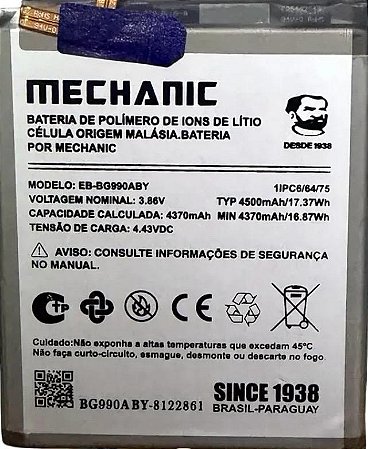 MECHANIC
BATERIA DE POLÍMERO DE IONS DE LÍTIO
CÉLULA ORIGEM MALÁSIA.BATERIA
POR MECHANIC
DESDE 1938
MODELO: EB-BG990ABY
1IPC6/64/75
VOLTAGEM NOMINAL: 3.86V
TYP 4500mAh/17.37Wh
CAPACIDADE CALCULADA: 4370mAh
MIN 4370mAh/16.87Wh
TENSÃO DE CARGA: 4.43VDC
AVISO: CONSULTE INFORMAÇÕES DE SEGURANÇA
NO MANUAL.
Cuidado:Não exponha a altas temperaturas que excedam 45°C
Não faça curto-circuito, esmague, desmonte ou descarte no fogo.
BG990ABY-8122861
SINCE 1938
BRASIL-PARAGUAY